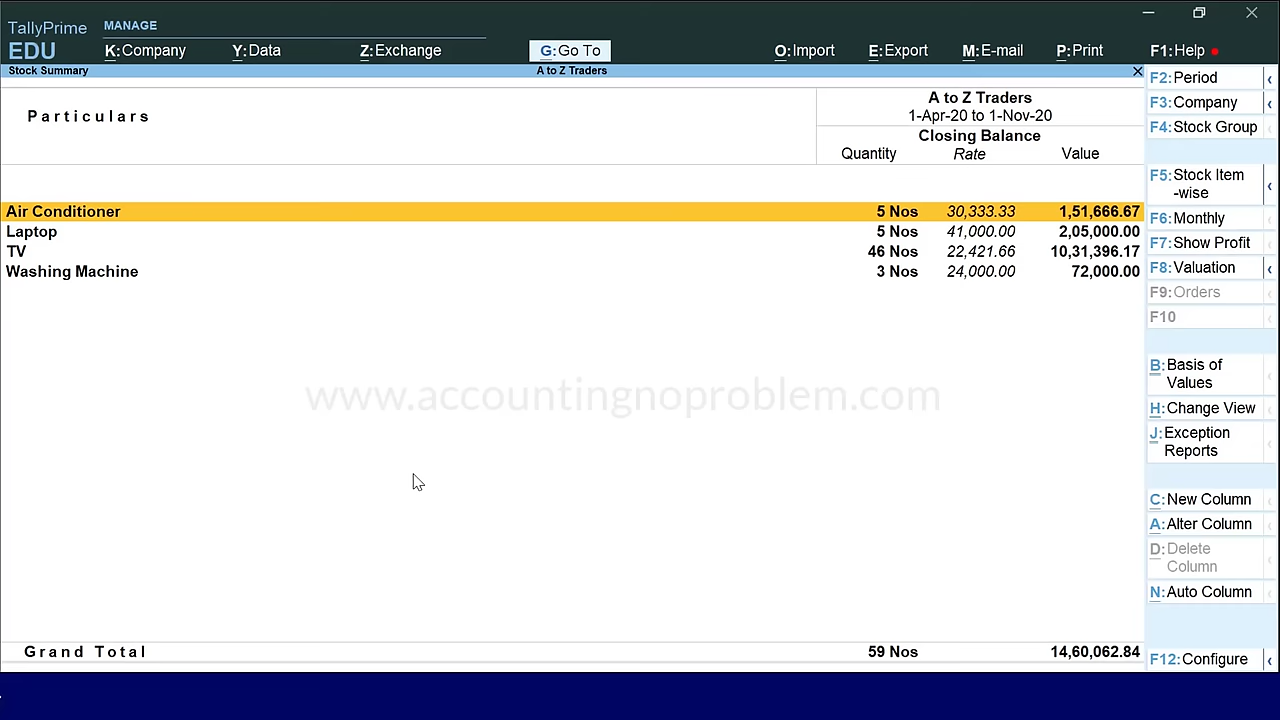 TallyPrime MANAGE
EDU K:Company Y:Data Z:Exchange G:Go To O:Import E:Export M:E-mail P:Print F1:Help
Stock Summary A to Z Traders
F2:Period
F3:Company
F4:Stock Group
F5:Stock Item
-wise
F6:Monthly
F7:Show Profit
F8:Valuation
F9:Orders
F10
B:Basis of
Values
H:Change View
J:Exception
Reports
C:New Column
A:Alter Column
D:Delete
Column
N:Auto Column
F12:Configure
Particulars
A to Z Traders
1-Apr-20 to 1-Nov-20
Closing Balance
Quantity Rate Value
Air Conditioner 5 Nos 30,333.33 1,51,666.67
Laptop 5 Nos 41,000.00 2,05,000.00
TV 46 Nos 22,421.66 10,31,396.17
Washing Machine 3 Nos 24,000.00 72,000.00
www.accountingnoproblem.com
Grand Total 59 Nos 14,60,062.84